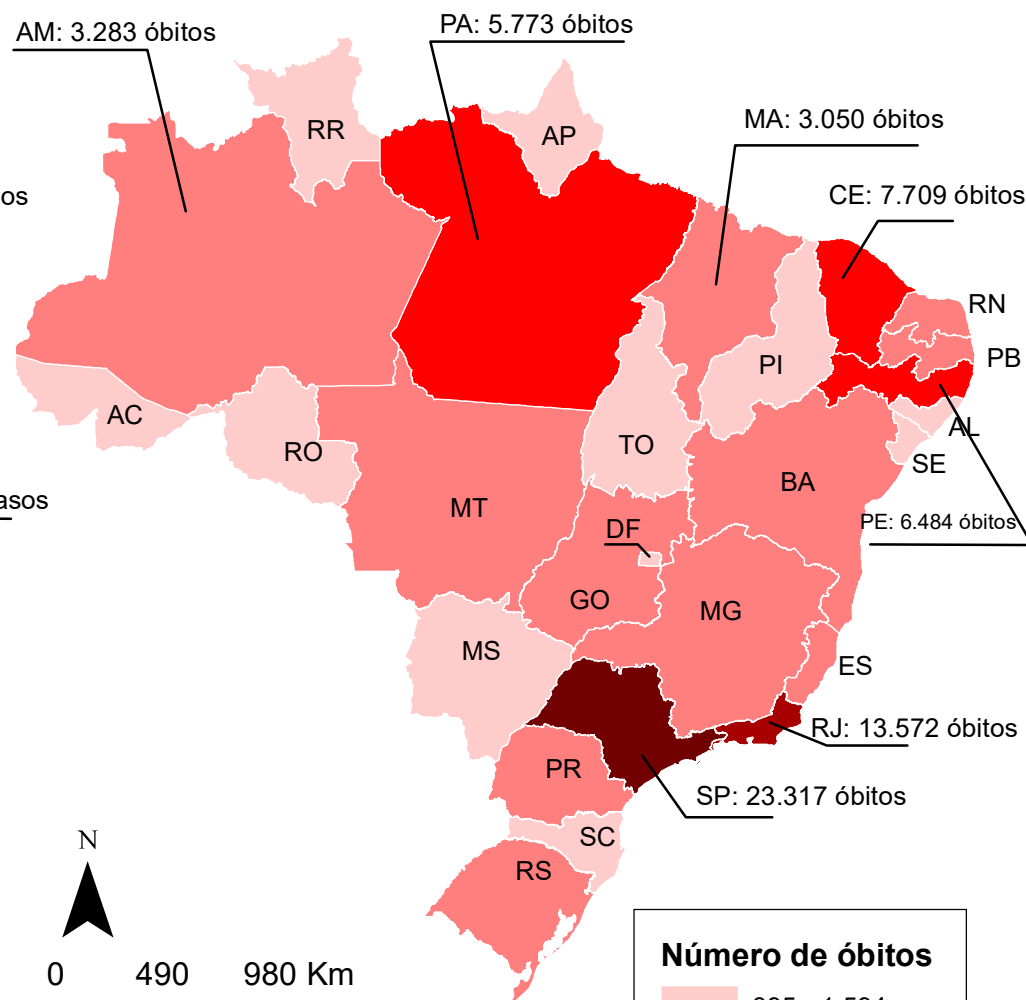 AM: 3.283 óbitos
PA: 5.773 óbitos
RR
AP
MA: 3.050 óbitos
os
CE: 7.709 óbitos
RN
PB
PI
AC
AL
RO
TO
SE
BA
asos
MT
PE: 6.484 óbitos
DF
GO
MG
MS
ES
RJ: 13.572 óbitos
PR
SP: 23.317 óbitos
SC
N
RS
Número de óbitos
0 490 980 Km